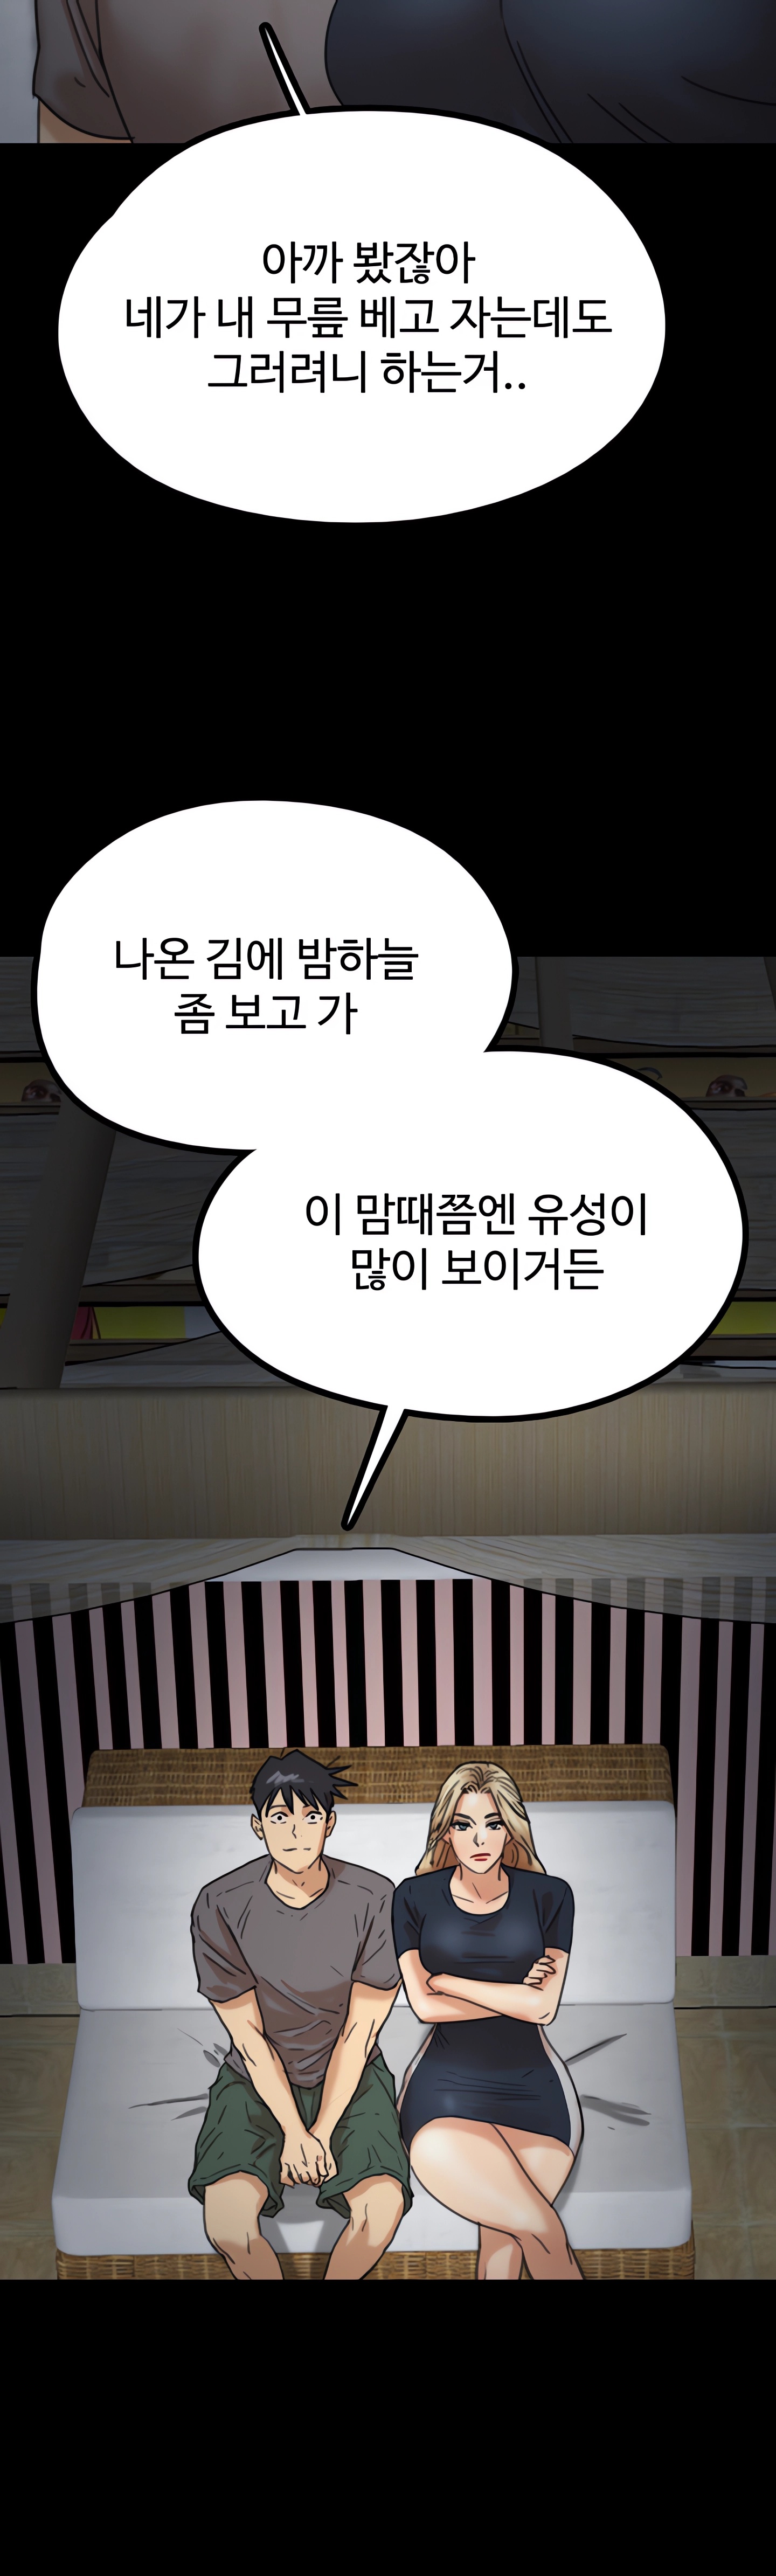 아까 봤잖아
네가 내 무릎 베고 자는데도
그러려니 하는거..
나온 김에 밤하늘
좀 보고 가
이 맘때쯤엔 유성이
많이 보이거든